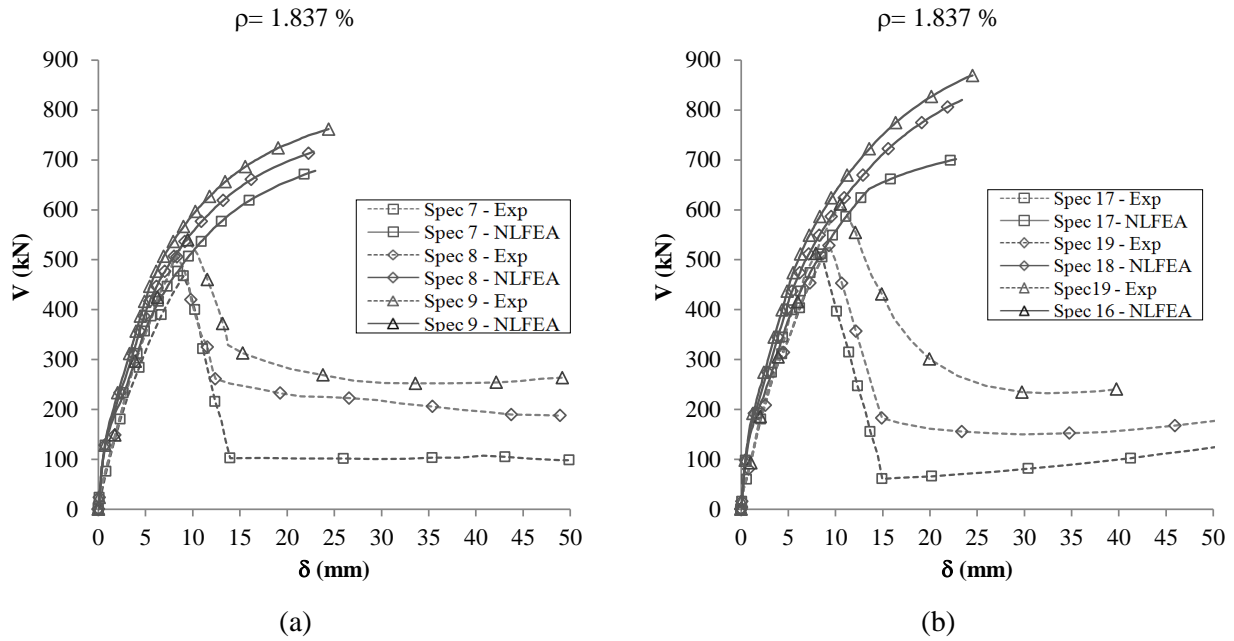 ρ= 1.837 %
900
800
700
600
500
400
300
200
100
0
V (kN)
Spec 7 - Exp
Spec 7 - NLFEA
Spec 8 - Exp
Spec 8 - NLFEA
Spec 9 - Exp
Spec 9 - NLFEA
0 5 10 15 20 25 30 35 40 45 50
δ (mm)
(a)
ρ= 1.837 %
900
800
700
600
500
400
300
200
100
0
V (kN)
Spec 17 - Exp
Spec 17- NLFEA
Spec 19 - Exp
Spec 18 - NLFEA
Spec19 - Exp
Spec 16 - NLFEA
0 5 10 15 20 25 30 35 40 45 50
δ (mm)
(b)